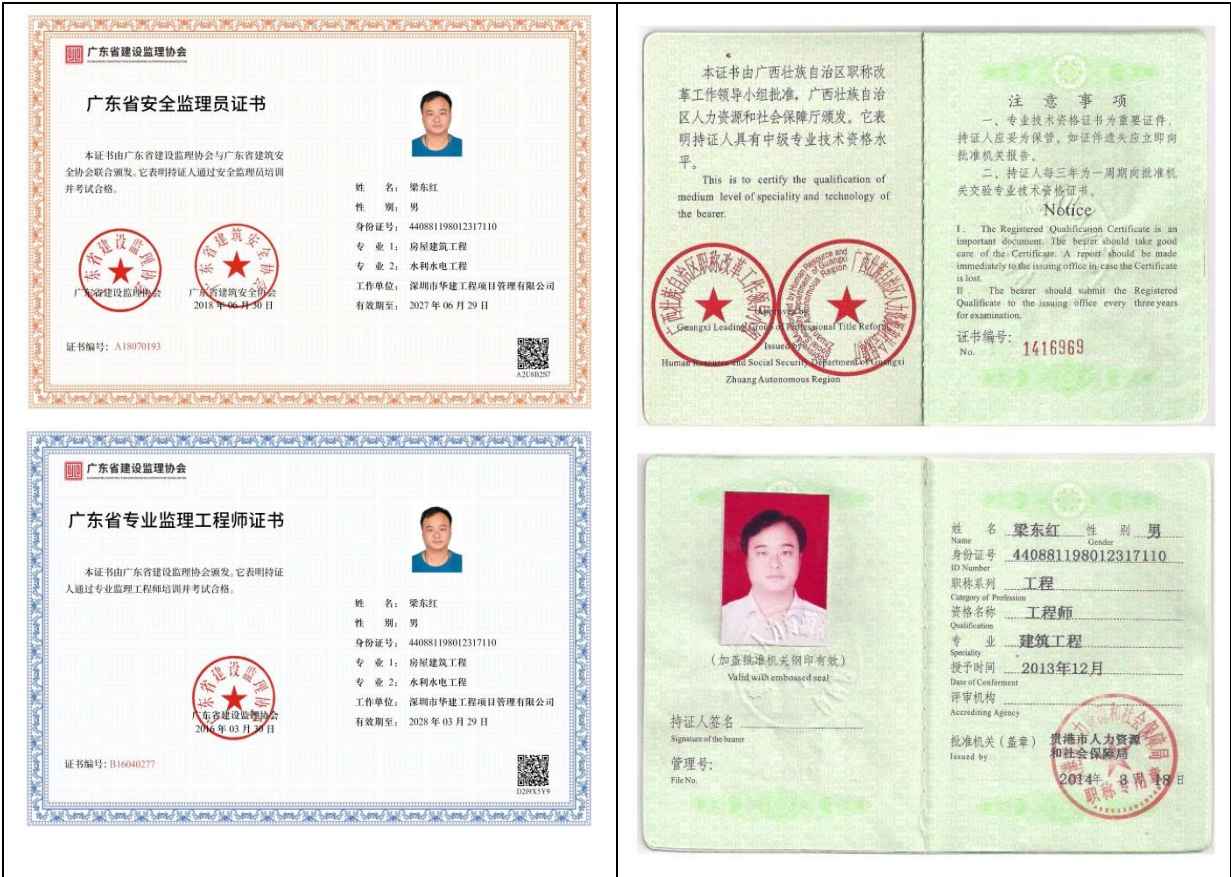 广东省建设监理协会
广东省安全监理员证书
本证书由广东省建设监理协会与广东省建筑安
全协会联合颁发。它表明持证人通过安全监理员培训
并考试合格。
姓 名： 梁东红
性 别： 男
身份证号： 440881198012317110
专 业 1： 房屋建筑工程
专 业 2： 水利水电工程
工作单位： 深圳市华建工程项目管理有限公司
有效期至： 2027 年 06 月 29 日
广东省建设监理协会
广东省建筑安全协会
2018 年 06 月 30 日
证书编号： A18070193
A2U8B2S7
广东省建设监理协会
广东省专业监理工程师证书
本证书由广东省建设监理协会颁发。它表明持证
人通过专业监理工程师培训并考试合格。
姓 名： 梁东红
性 别： 男
身份证号： 440881198012317110
专 业 1： 房屋建筑工程
专 业 2： 水利水电工程
工作单位： 深圳市华建工程项目管理有限公司
有效期至： 2028 年 03 月 29 日
广东省建设监理协会
2016 年 03 月 30 日
证书编号： B16040277
D2I9X5Y9
本证书由广西壮族自治区职称改
革工作领导小组批准，广西壮族自治
区人力资源和社会保障厅颁发。它表
明持证人具有中级专业技术资格水
平。
This is to certify the qualification of
medium level of speciality and technology of
the bearer.
广西壮族自治区职称改革工作领导小组
Approved by
Guangxi Leading Group of Professional Title Reform
Issued by
Human Resource and Social Security Department of Guangxi
Zhuang Autonomous Region
注 意 事 项
一、专业技术资格证书为重要证件，
持证人应妥为保管，如证件遗失应立即向
批准机关报告。
二、持证人每三年为一周期向批准机
关交验专业技术资格证书。
Notice
I . The Registered Qualification Certificate is an
important document. The bearer should take good
care of the Certificate. A report should be made
immediately to the issuing office in case the Certificate
is lost.
II . The bearer should submit the Registered
Qualificate to the issuing office every three years
for examination.
证书编号：
No. 1416969
(加盖批准机关钢印有效)
Valid with embossed seal
持证人签名
Signature of the bearer
管理号：
File No.
姓 名 梁东红 性 别 男
Name Gender
身份证号 440881198012317110
ID Number
职称系列 工程
Category of Profession
资格名称 工程师
Qualification
专 业 建筑工程
Speciality
授予时间 2013年12月
Date of Conferment
评审机构
Accrediting Agency
批准机关（盖章） 贵港市人力资源
和社会保障局
Issued by
2014年 3月 18日
职称专用章